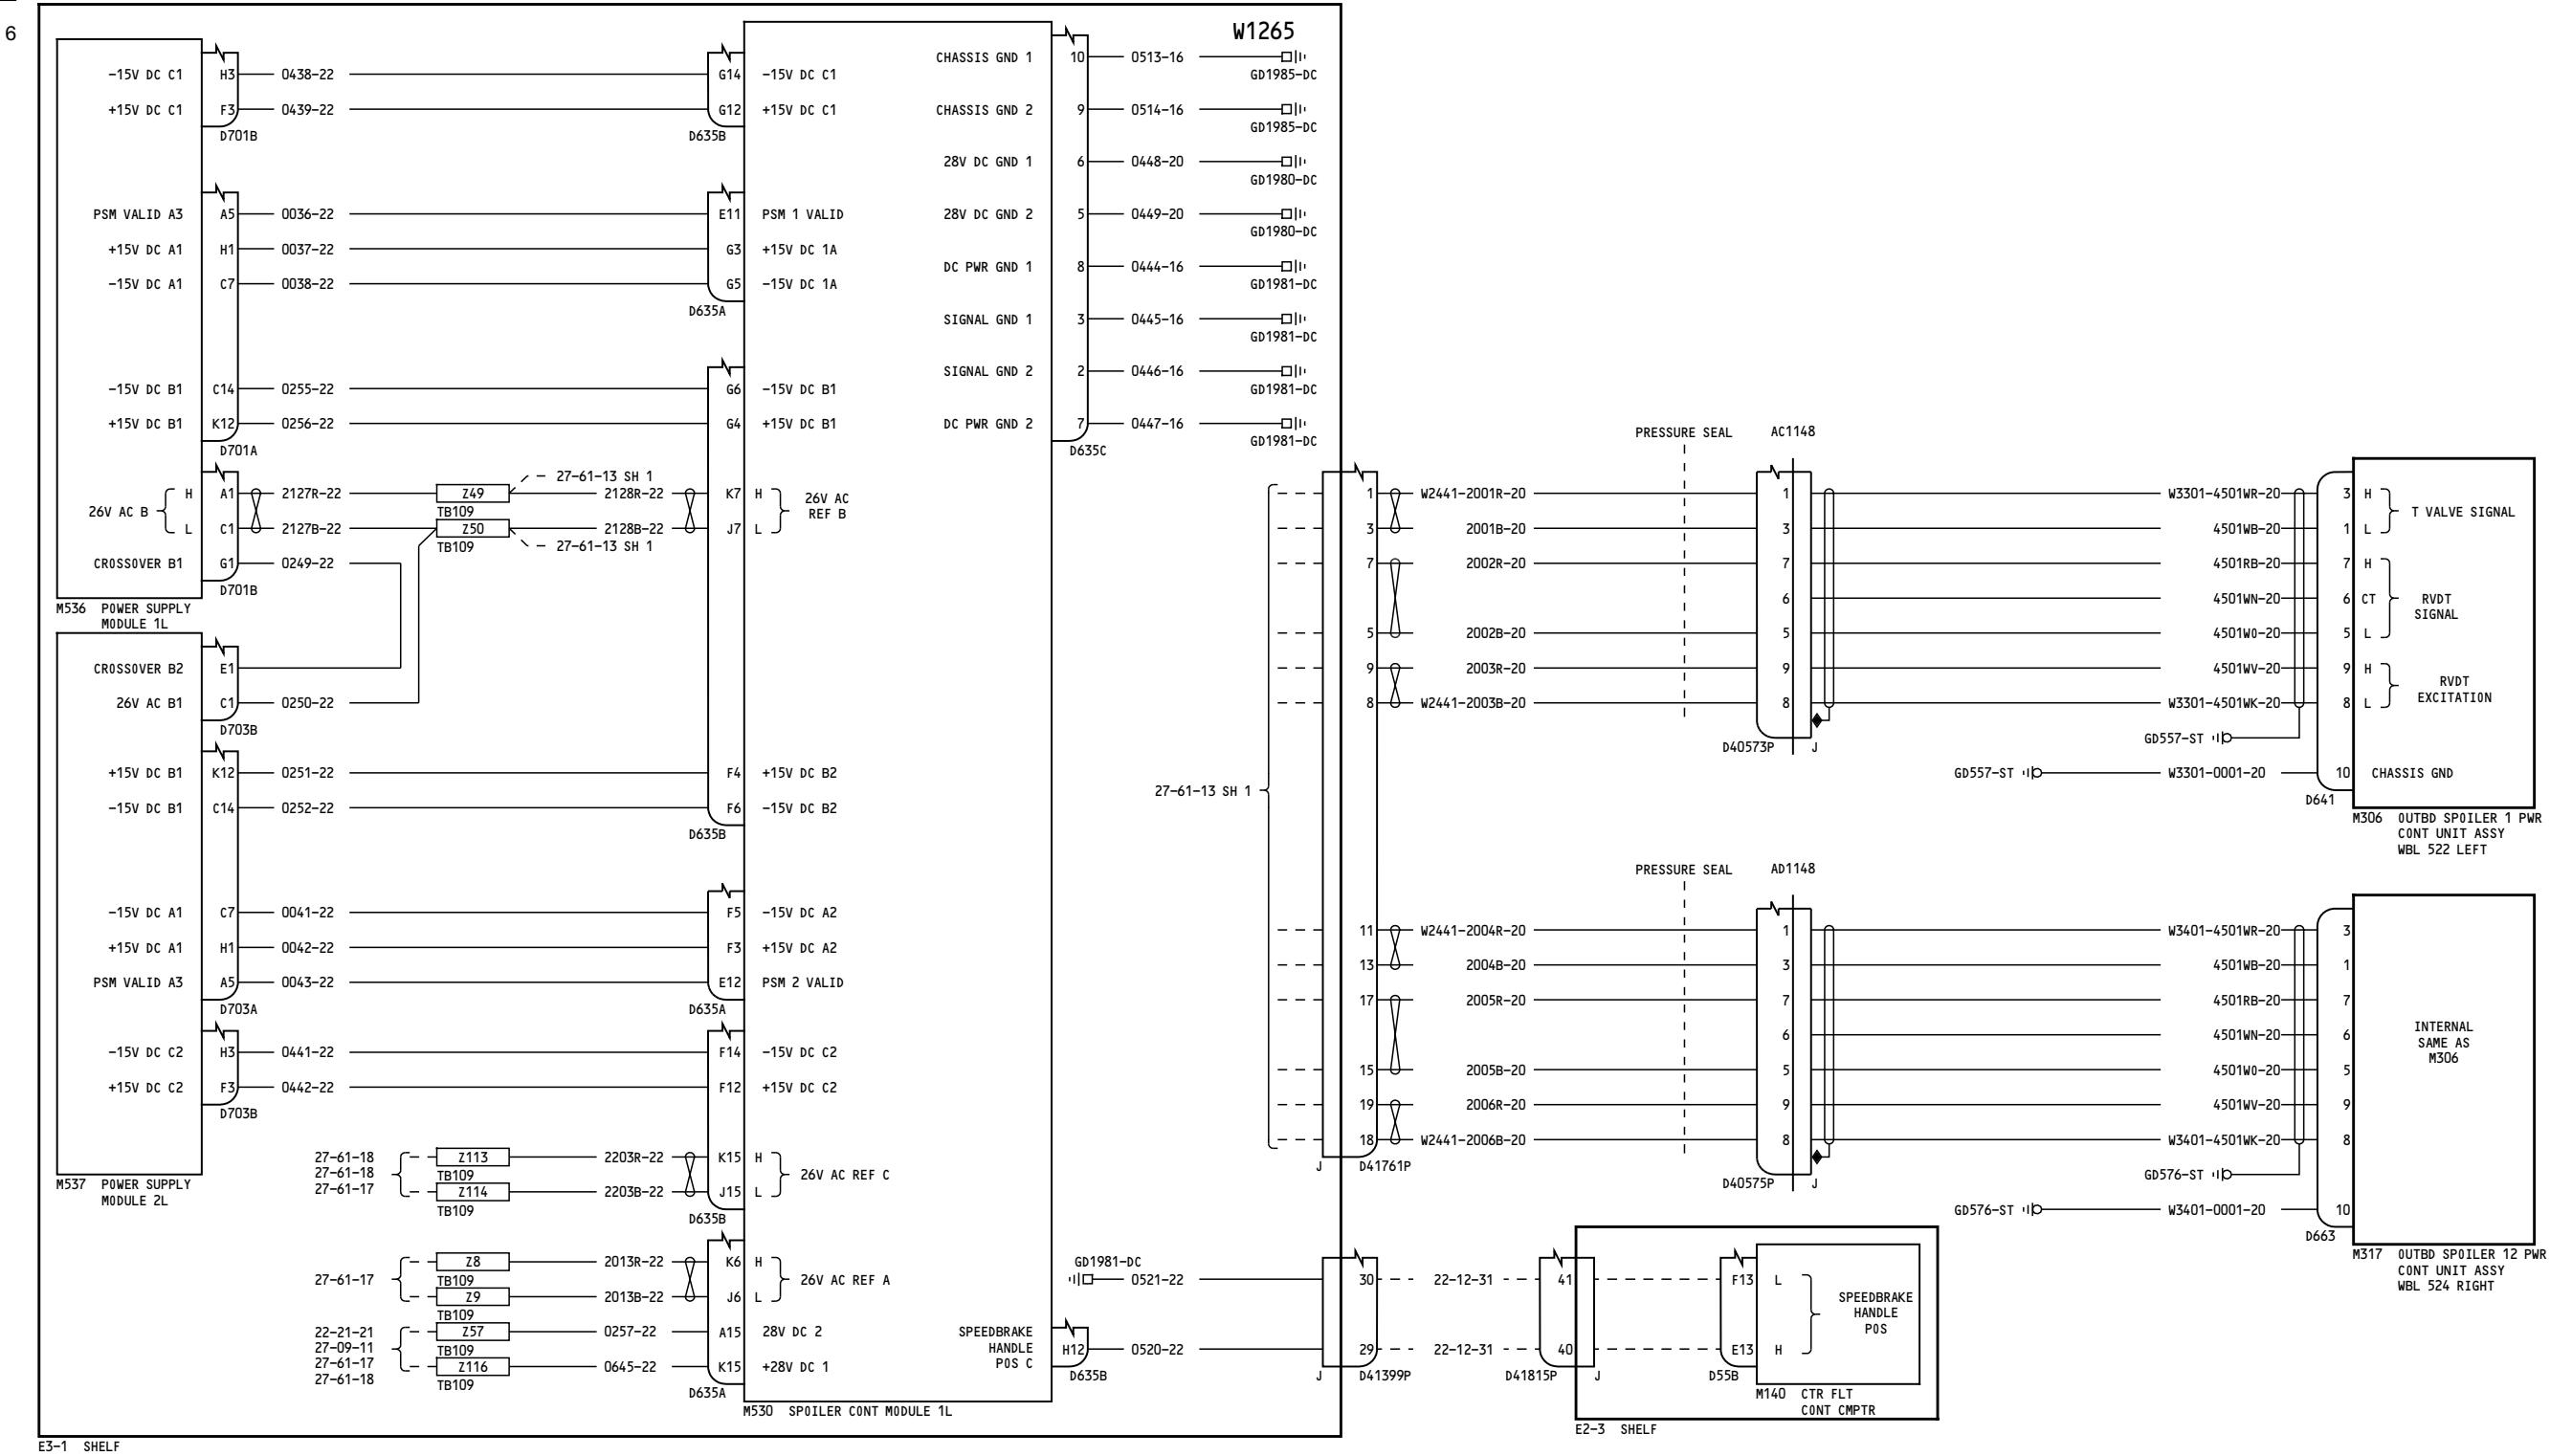 6
W1265
-15V DC C1 H3 0438-22 G14 -15V DC C1
+15V DC C1 F3 0439-22 G12 +15V DC C1
D701B D635B
PSM VALID A3 A5 0036-22 E11 PSM 1 VALID
+15V DC A1 H1 0037-22 G3 +15V DC 1A
-15V DC A1 C7 0038-22 G5 -15V DC 1A
D635A
-15V DC B1 C14 0255-22 G6 -15V DC B1
+15V DC B1 K12 0256-22 G4 +15V DC B1
D701A
27-61-13 SH 1
H A1 2127R-22 Z49 2128R-22 K7 H
26V AC B TB109 26V AC
REF B
L C1 2127B-22 Z50 2128B-22 J7 L
TB109 27-61-13 SH 1
CROSSOVER B1 G1 0249-22
D701B
M536 POWER SUPPLY
MODULE 1L
CROSSOVER B2 E1
26V AC B1 C1 0250-22
D703B
+15V DC B1 K12 0251-22 F4 +15V DC B2
-15V DC B1 C14 0252-22 F6 -15V DC B2
D635B
-15V DC A1 C7 0041-22 F5 -15V DC A2
+15V DC A1 H1 0042-22 F3 +15V DC A2
PSM VALID A3 A5 0043-22 E12 PSM 2 VALID
D703A D635A
-15V DC C2 H3 0441-22 F14 -15V DC C2
+15V DC C2 F3 0442-22 F12 +15V DC C2
D703B
M537 POWER SUPPLY
MODULE 2L
27-61-18
27-61-18
27-61-17
Z113 2203R-22 K15 H
TB109 26V AC REF C
Z114 2203B-22 J15 L
TB109 D635B
Z8 2013R-22 K6 H
27-61-17 TB109 26V AC REF A
Z9 2013B-22 J6 L
TB109
22-21-21
27-09-11
27-61-17
27-61-18
Z57 0257-22 A15 28V DC 2
TB109
Z116 0645-22 K15 +28V DC 1
TB109 D635A
M530 SPOILER CONT MODULE 1L
E3-1 SHELF
CHASSIS GND 1 10 0513-16
GD1985-DC
CHASSIS GND 2 9 0514-16
GD1985-DC
28V DC GND 1 6 0448-20
GD1980-DC
28V DC GND 2 5 0449-20
GD1980-DC
DC PWR GND 1 8 0444-16
GD1981-DC
SIGNAL GND 1 3 0445-16
GD1981-DC
SIGNAL GND 2 2 0446-16
GD1981-DC
DC PWR GND 2 7 0447-16
GD1981-DC
D635C
PRESSURE SEAL AC1148
1 W2441-2001R-20 1 W3301-4501WR-20 3 H
T VALVE SIGNAL
3 2001B-20 3 4501WB-20 1 L
7 2002R-20 7 4501RB-20 7 H
6 4501WN-20 6 CT RVDT
SIGNAL
5 2002B-20 5 4501WO-20 5 L
9 2003R-20 9 4501WV-20 9 H
RVDT
EXCITATION
8 W2441-2003B-20 8 W3301-4501WK-20 8 L
D40573P J GD557-ST
GD557-ST W3301-0001-20 10 CHASSIS GND
D641
27-61-13 SH 1
M306 OUTBD SPOILER 1 PWR
CONT UNIT ASSY
WBL 522 LEFT
PRESSURE SEAL AD1148
11 W2441-2004R-20 1 W3401-4501WR-20 3
13 2004B-20 3 4501WB-20 1
17 2005R-20 7 4501RB-20 7
6 4501WN-20 6
15 2005B-20 5 4501WO-20 5
19 2006R-20 9 4501WV-20 9
18 W2441-2006B-20 8 W3401-4501WK-20 8
INTERNAL
SAME AS
M306
J D41761P
D40575P J GD576-ST
GD576-ST W3401-0001-20 10
D663
M317 OUTBD SPOILER 12 PWR
CONT UNIT ASSY
WBL 524 RIGHT
GD1981-DC
0521-22 30 22-12-31 41 F13 L
SPEEDBRAKE
HANDLE
POS
SPEEDBRAKE
HANDLE
POS C
H12 0520-22 29 22-12-31 40 E13 H
D635B J D41399P D41815P J D55B
M140 CTR FLT
CONT CMPTR
E2-3 SHELF